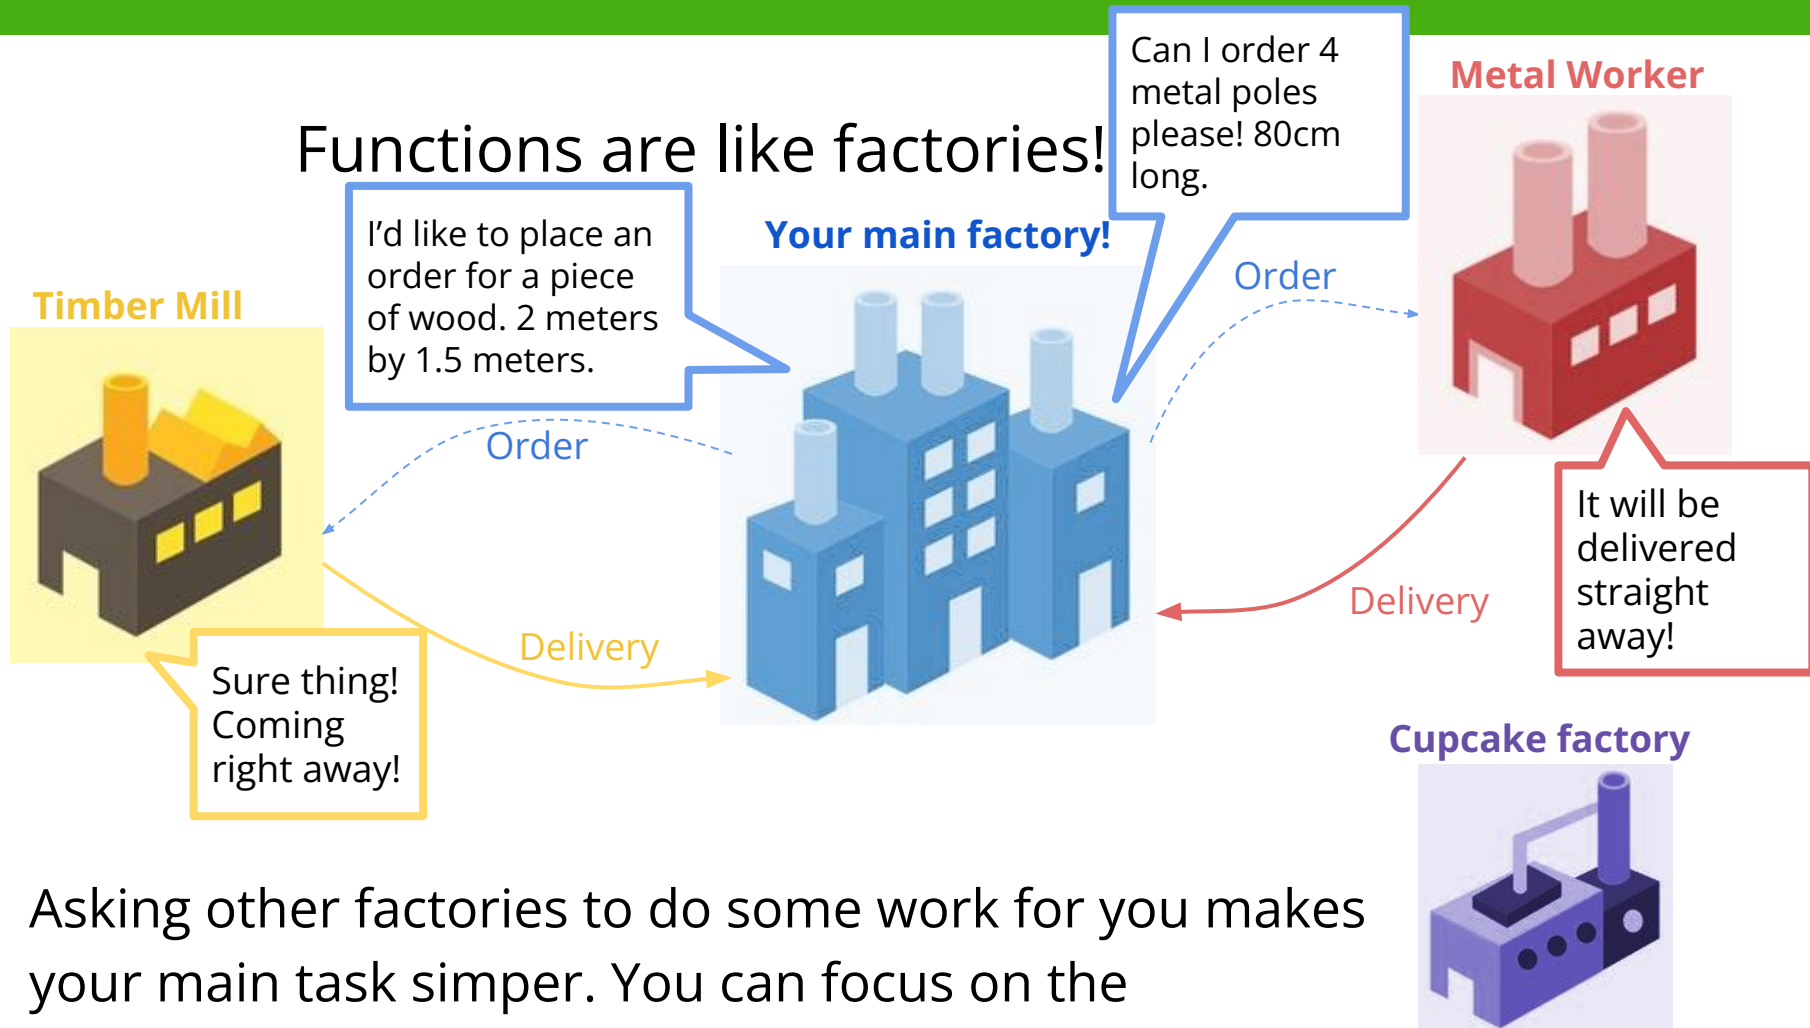 Functions are like factories!
Can I order 4
metal poles
please! 80cm
long.
Metal Worker
I'd like to place an
order for a piece
of wood. 2 meters
by 1.5 meters.
Your main factory!
Order
Timber Mill
Order
It will be
delivered
straight
away!
Delivery
Delivery
Sure thing!
Coming
right away!
Cupcake factory
Asking other factories to do some work for you makes
your main task simper. You can focus on the